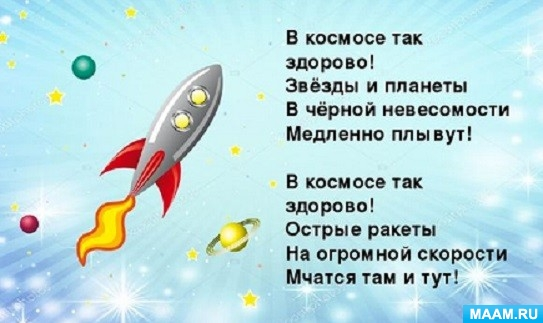 В космосе так
здорово!
Звёзды и планеты
В чёрной невесомости
Медленно плывут!
В космосе так
здорово!
Острые ракеты
На огромной скорости
Мчатся там и тут!
MAAM.RU